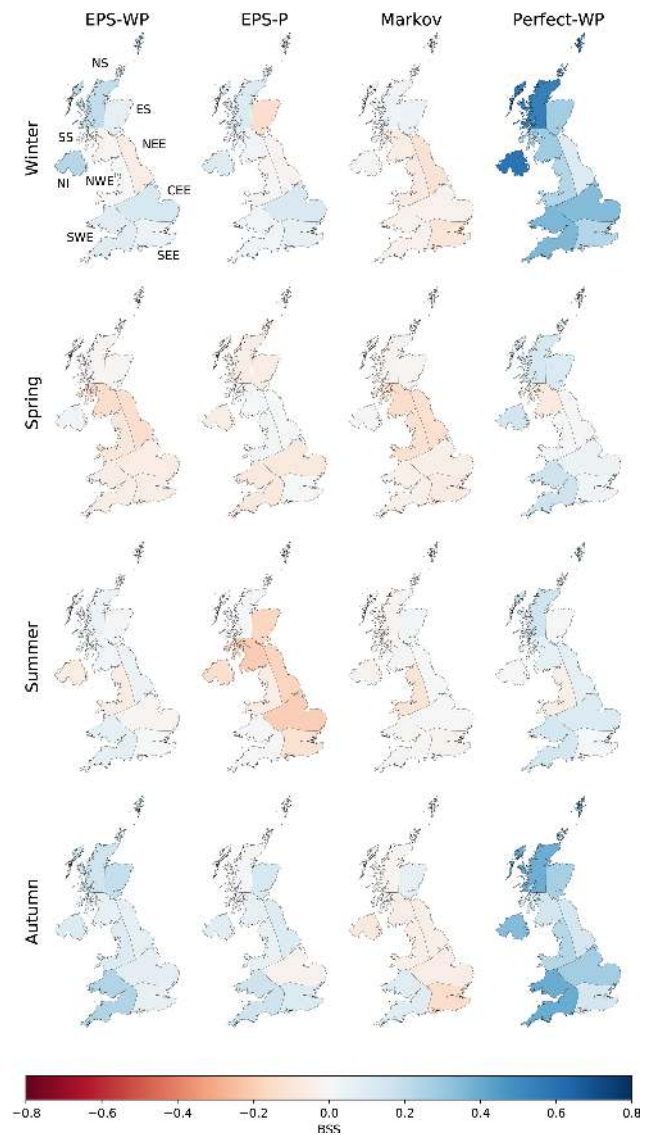 EPS-WP EPS-P Markov Perfect-WP
Winter
NS
ES
SS
NEE
NI NWE
CEE
SWE
SEE
Spring
Summer
Autumn
−0.8 −0.6 −0.4 −0.2 0.0 0.2 0.4 0.6 0.8
BSS